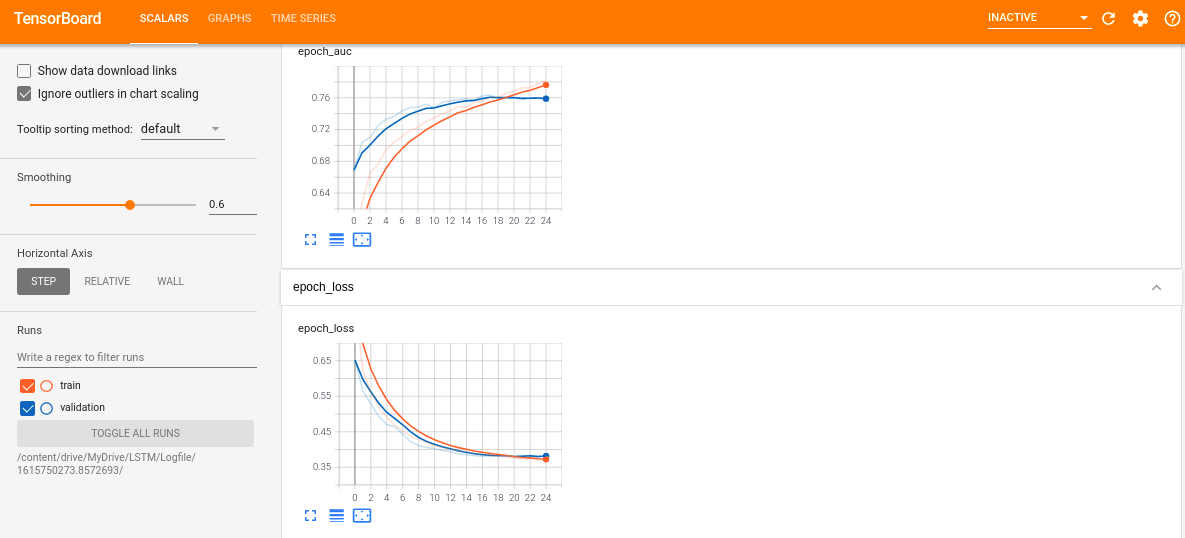 TensorBoard
SCALARS
GRAPHS
TIME SERIES
INACTIVE
Show data download links
Ignore outliers in chart scaling
Tooltip sorting method:
default
Smoothing
0.6
Horizontal Axis
STEP
RELATIVE
WALL
Runs
Write a regex to filter runs
train
validation
TOGGLE ALL RUNS
/content/drive/MyDrive/LSTM/Logfile/
1615750273.8572693/
epoch_auc
0.76
0.72
0.68
0.64
0 2 4 6 8 10 12 14 16 18 20 22 24
epoch_loss
epoch_loss
0.65
0.55
0.45
0.35
0 2 4 6 8 10 12 14 16 18 20 22 24